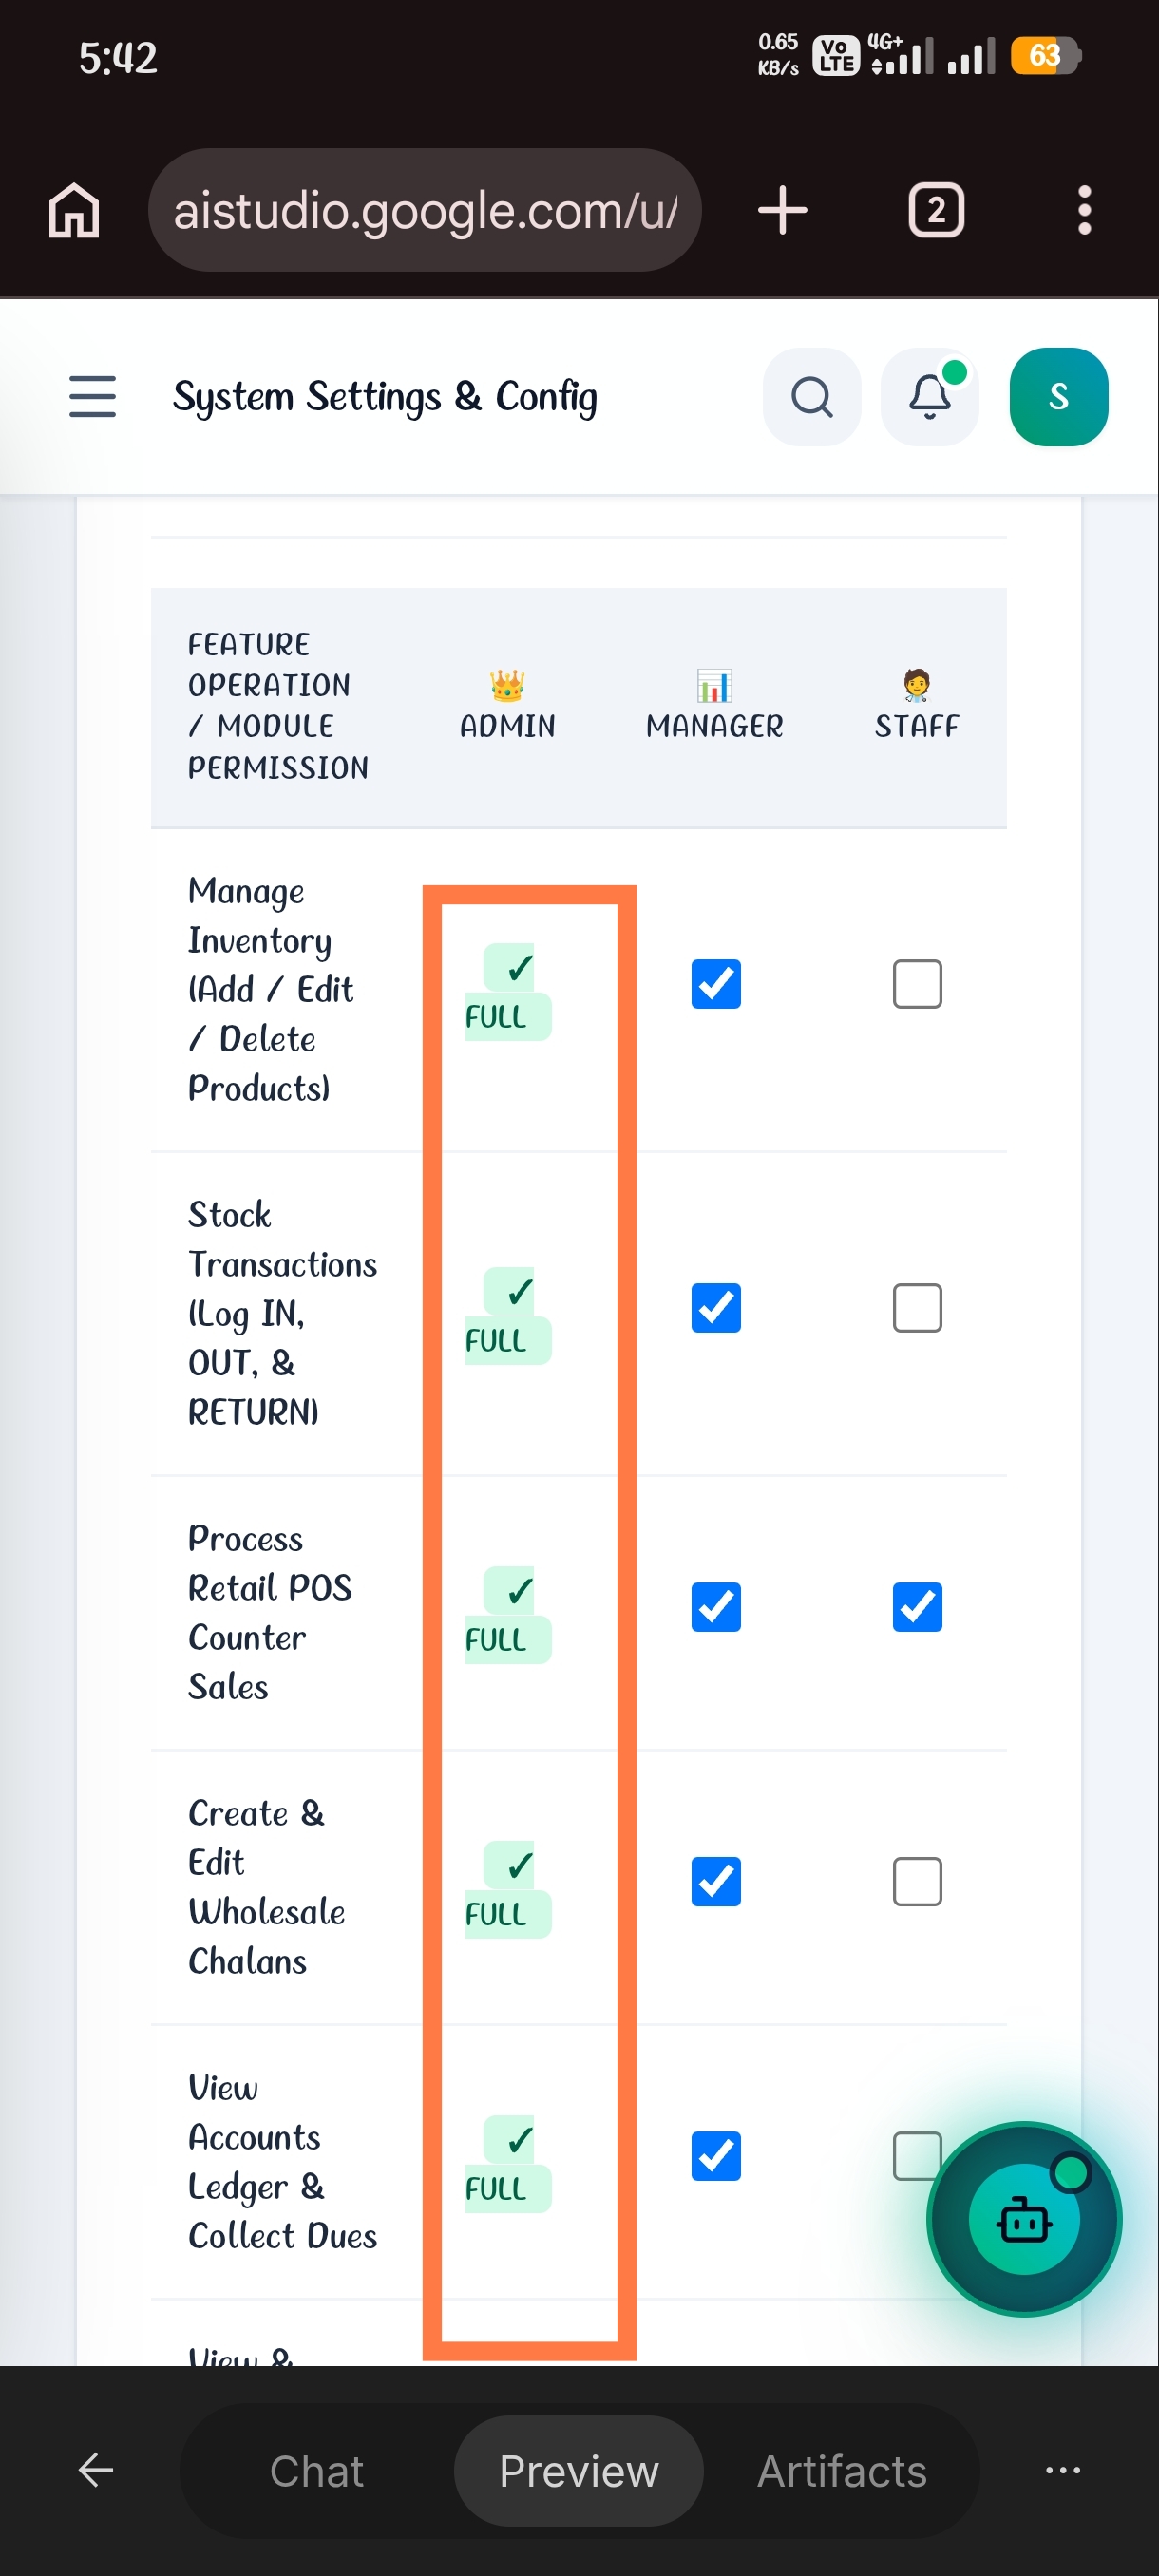 5:42
0.65 KB/s VO LTE 4G+ 63
aistudio.google.com/u/
2
System Settings & Config
S
FEATURE
OPERATION
/ MODULE
PERMISSION
ADMIN
MANAGER
STAFF
Manage
Inventory
(Add / Edit
/ Delete
Products)
✓
FULL
Stock
Transactions
(Log IN,
OUT, &
RETURN)
✓
FULL
Process
Retail POS
Counter
Sales
✓
FULL
Create &
Edit
Wholesale
Chalans
✓
FULL
View
Accounts
Ledger &
Collect Dues
✓
FULL
View &
Chat
Preview
Artifacts